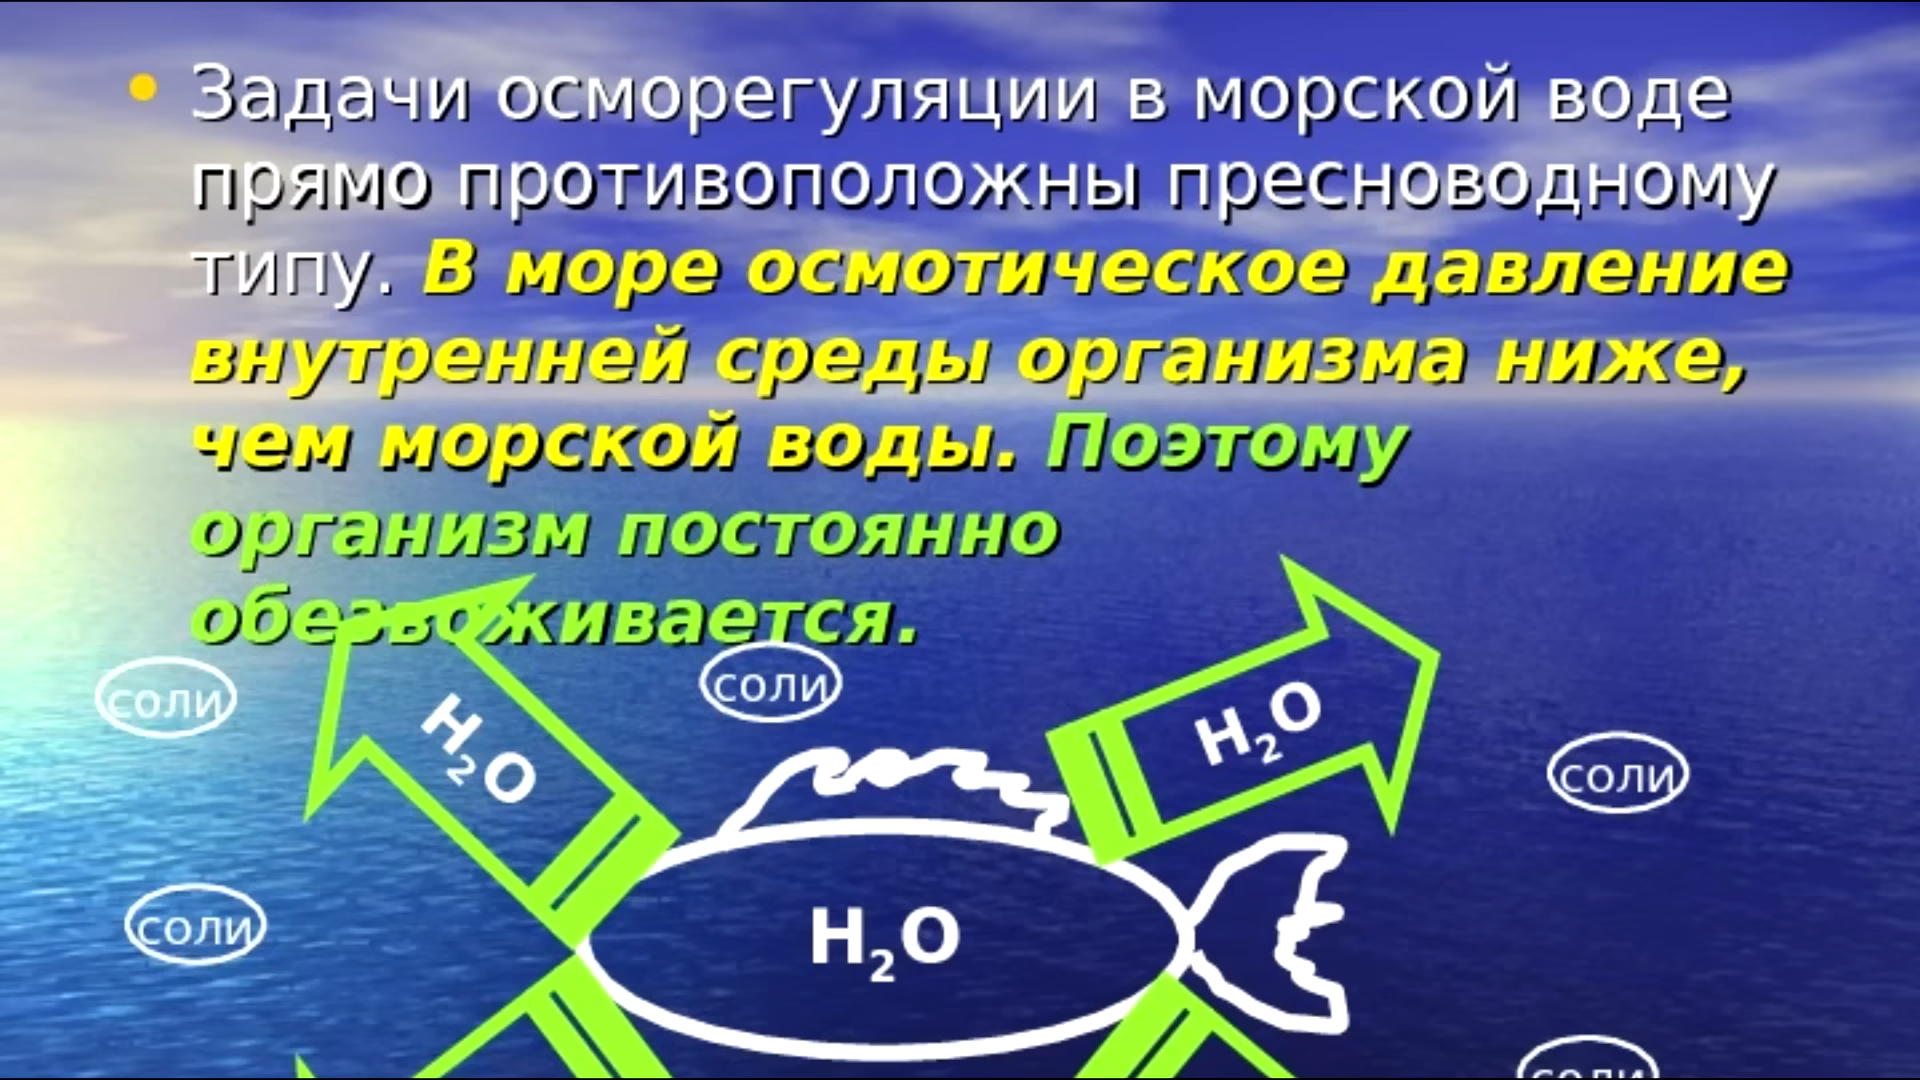 Задачи осморегуляции в морской воде
прямо противоположны пресноводному
типу. В море осмотическое давление
внутренней среды организма ниже,
чем морской воды. Поэтому
организм постоянно
обезвоживается.
соли
соли
H₂O
H₂O
соли
соли
H₂O
соли